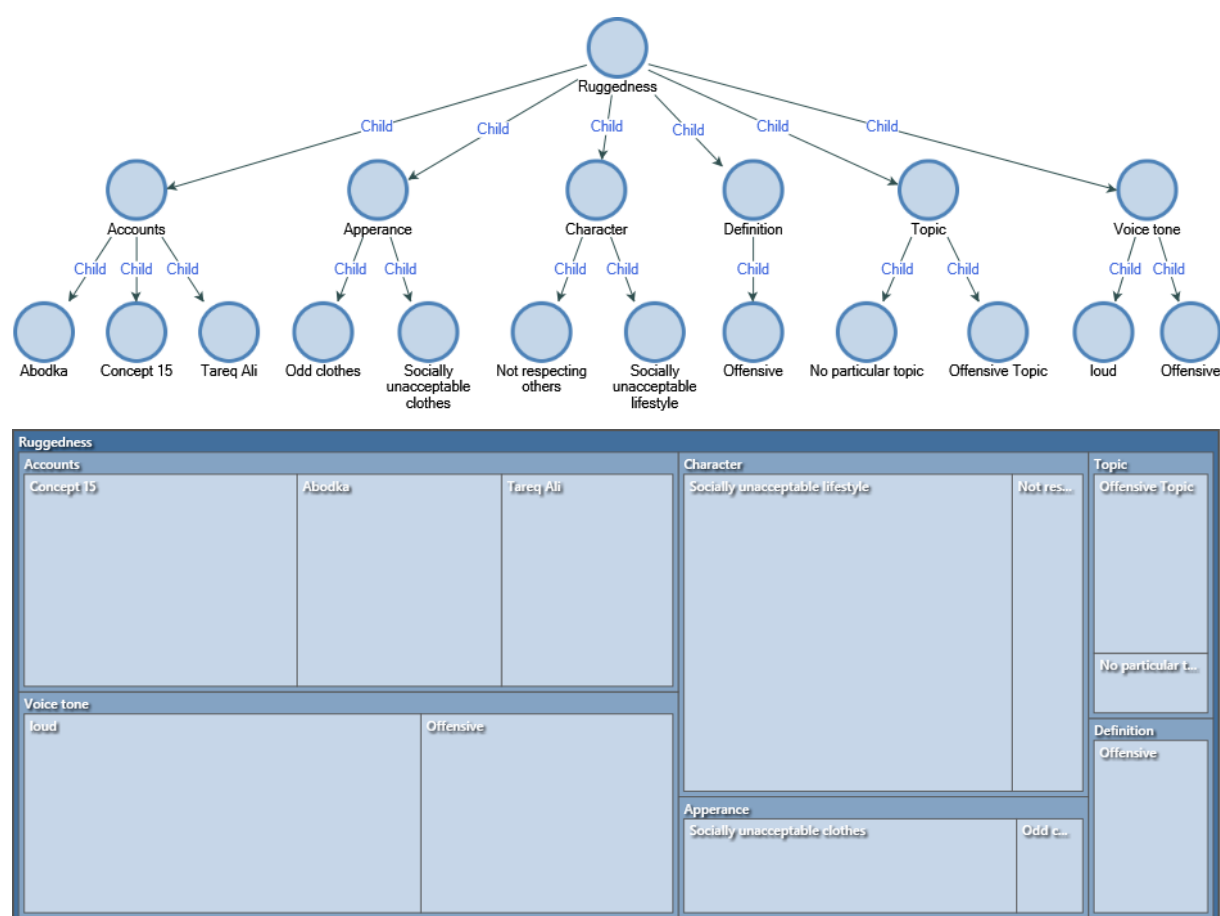 Ruggedness
Child Child Child Child Child Child
Accounts Apperance Character Definition Topic Voice tone
Child Child Child Child Child Child Child Child Child Child Child Child
Abodka Concept 15 Tareq Ali Odd clothes Socially unacceptable clothes Not respecting others Socially unacceptable lifestyle Offensive No particular topic Offensive Topic loud Offensive
Ruggedness
Accounts
Concept 15 Abodka Tareq Ali
Voice tone
loud Offensive
Character
Socially unacceptable lifestyle Not res...
Apperance
Socially unacceptable clothes Odd c...
Topic
Offensive Topic
No particular t...
Definition
Offensive